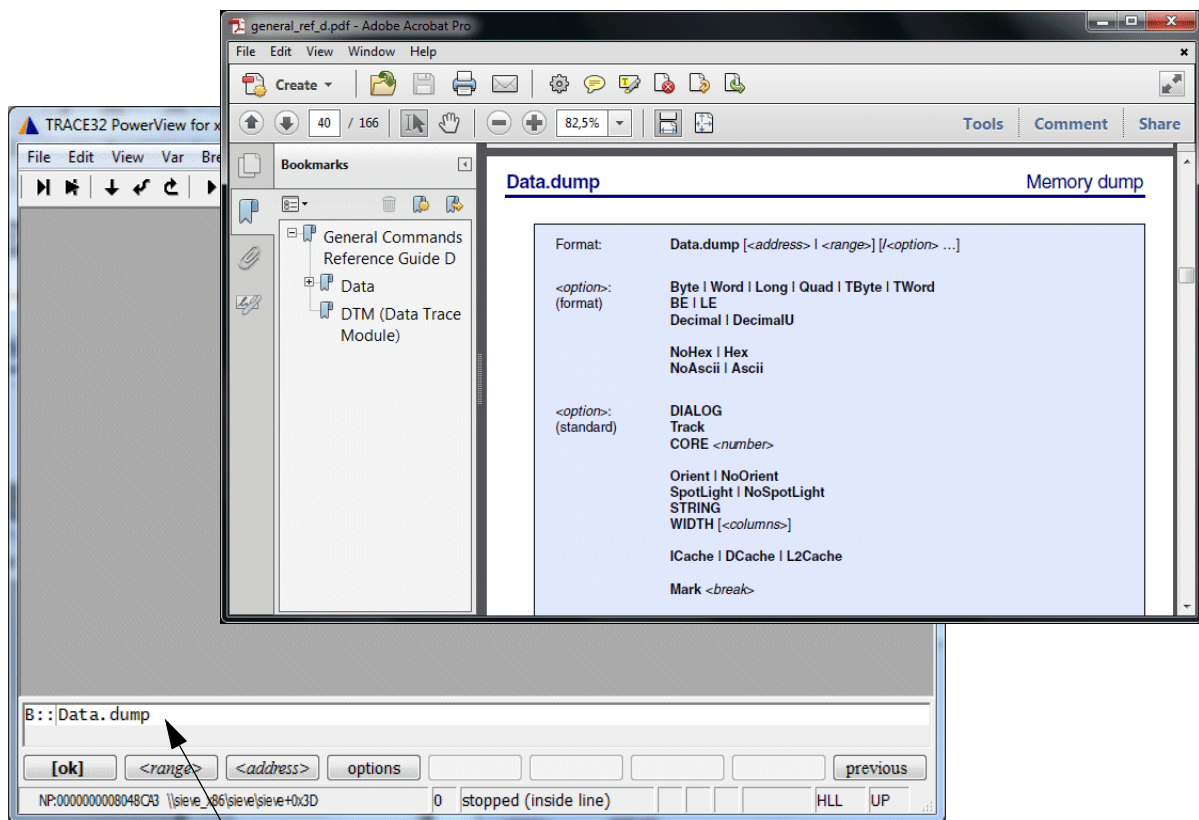 general_ref_d.pdf - Adobe Acrobat Pro
File Edit View Window Help
Create
40 / 166
82,5%
Tools Comment Share
Bookmarks
General Commands
Reference Guide D
Data
DTM (Data Trace
Module)
Data.dump
Memory dump
Format: Data.dump [<address> | <range>] [/<option> …]
<option>: Byte | Word | Long | Quad | TByte | TWord
(format) BE | LE
Decimal | DecimalU
NoHex | Hex
NoAscii | Ascii
<option>: DIALOG
(standard) Track
CORE <number>
Orient | NoOrient
SpotLight | NoSpotLight
STRING
WIDTH [<columns>]
ICache | DCache | L2Cache
Mark <break>
TRACE32 PowerView for x
File Edit View Var Bre
B::Data.dump
[ok] <range> <address> options previous
NP:0000000008048CA3 \\sieve_x86\sieve\sieve+0x3D 0 stopped (inside line) HLL UP